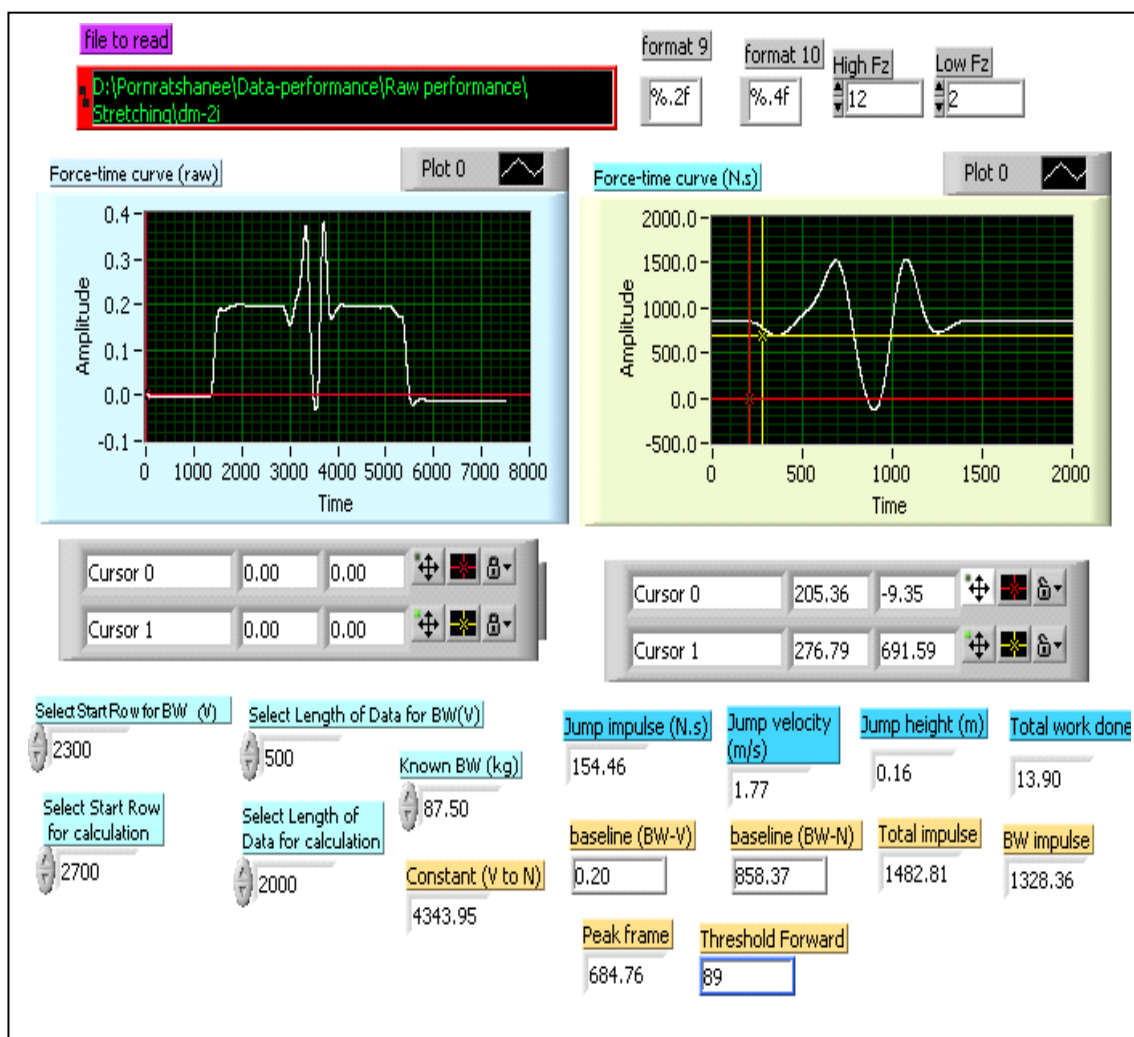 file to read
D:\Pornratshanee\Data-performance\Raw performance\
Stretching\dm-2i
format 9
%.2f
format 10
%.4f
High Fz
12
Low Fz
2
Force-time curve (raw)
Plot 0
Amplitude
0.4
0.3
0.2
0.1
0.0
-0.1
0 1000 2000 3000 4000 5000 6000 7000 8000
Time
Force-time curve (N.s)
Plot 0
Amplitude
2000.0
1500.0
1000.0
500.0
0.0
-500.0
0 500 1000 1500 2000
Time
Cursor 0 0.00 0.00
Cursor 1 0.00 0.00
Cursor 0 205.36 -9.35
Cursor 1 276.79 691.59
Select Start Row for BW (V)
2300
Select Length of Data for BW(V)
500
Known BW (kg)
87.50
Select Start Row
for calculation
2700
Select Length of
Data for calculation
2000
Constant (V to N)
4343.95
Jump impulse (N.s)
154.46
Jump velocity
(m/s)
1.77
Jump height (m)
0.16
Total work done
13.90
baseline (BW-V)
0.20
baseline (BW-N)
858.37
Total impulse
1482.81
BW impulse
1328.36
Peak frame
684.76
Threshold Forward
89